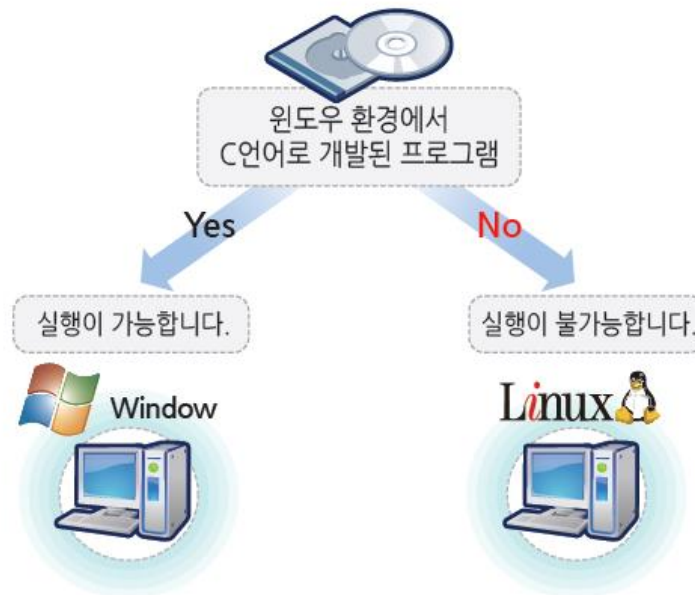 윈도우 환경에서
C언어로 개발된 프로그램
Yes
No
실행이 가능합니다.
실행이 불가능합니다.
Window
Linux